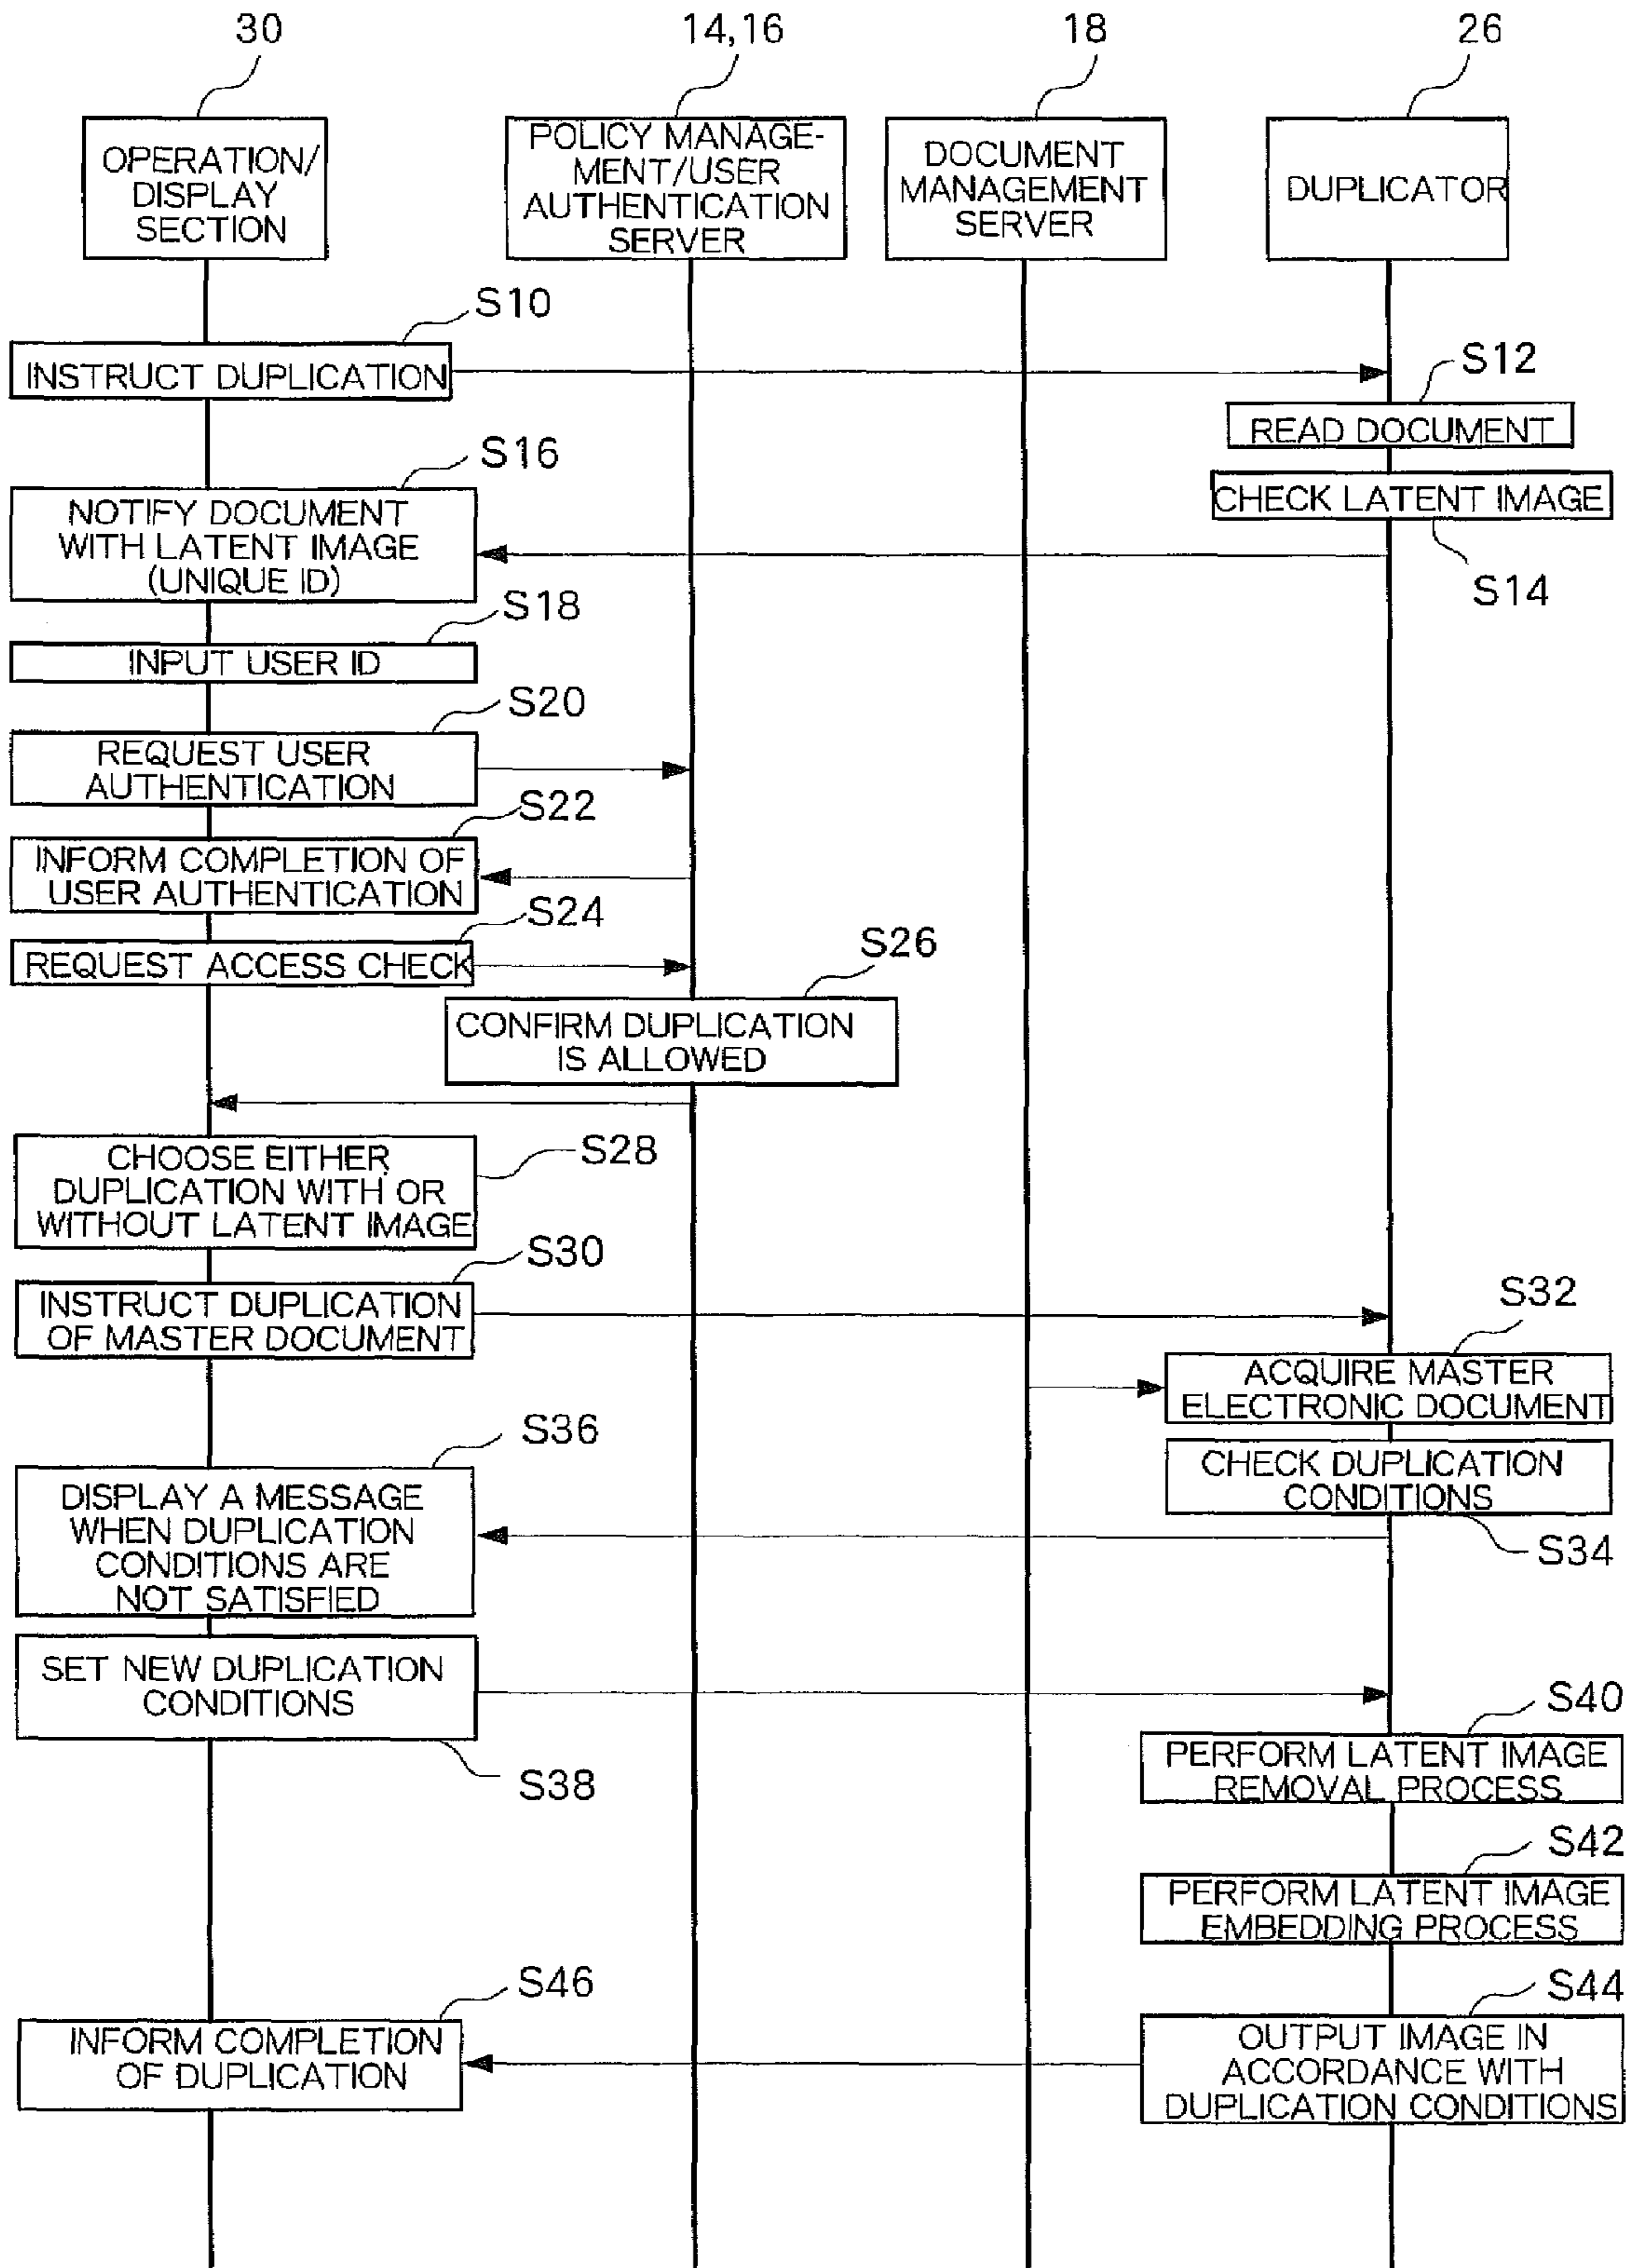 30
14,16
18
26
OPERATION/
DISPLAY
SECTION
POLICY MANAGE-
MENT/USER
AUTHENTICATION
SERVER
DOCUMENT
MANAGEMENT
SERVER
DUPLICATOR
S10
INSTRUCT DUPLICATION
S12
READ DOCUMENT
CHECK LATENT IMAGE
S14
S16
NOTIFY DOCUMENT
WITH LATENT IMAGE
(UNIQUE ID)
S18
INPUT USER ID
S20
REQUEST USER
AUTHENTICATION
S22
INFORM COMPLETION OF
USER AUTHENTICATION
S24
REQUEST ACCESS CHECK
S26
CONFIRM DUPLICATION
IS ALLOWED
S28
CHOOSE EITHER
DUPLICATION WITH OR
WITHOUT LATENT IMAGE
S30
INSTRUCT DUPLICATION
OF MASTER DOCUMENT
S32
ACQUIRE MASTER
ELECTRONIC DOCUMENT
CHECK DUPLICATION
CONDITIONS
S34
S36
DISPLAY A MESSAGE
WHEN DUPLICATION
CONDITIONS ARE
NOT SATISFIED
SET NEW DUPLICATION
CONDITIONS
S38
S40
PERFORM LATENT IMAGE
REMOVAL PROCESS
S42
PERFORM LATENT IMAGE
EMBEDDING PROCESS
S44
OUTPUT IMAGE IN
ACCORDANCE WITH
DUPLICATION CONDITIONS
S46
INFORM COMPLETION
OF DUPLICATION